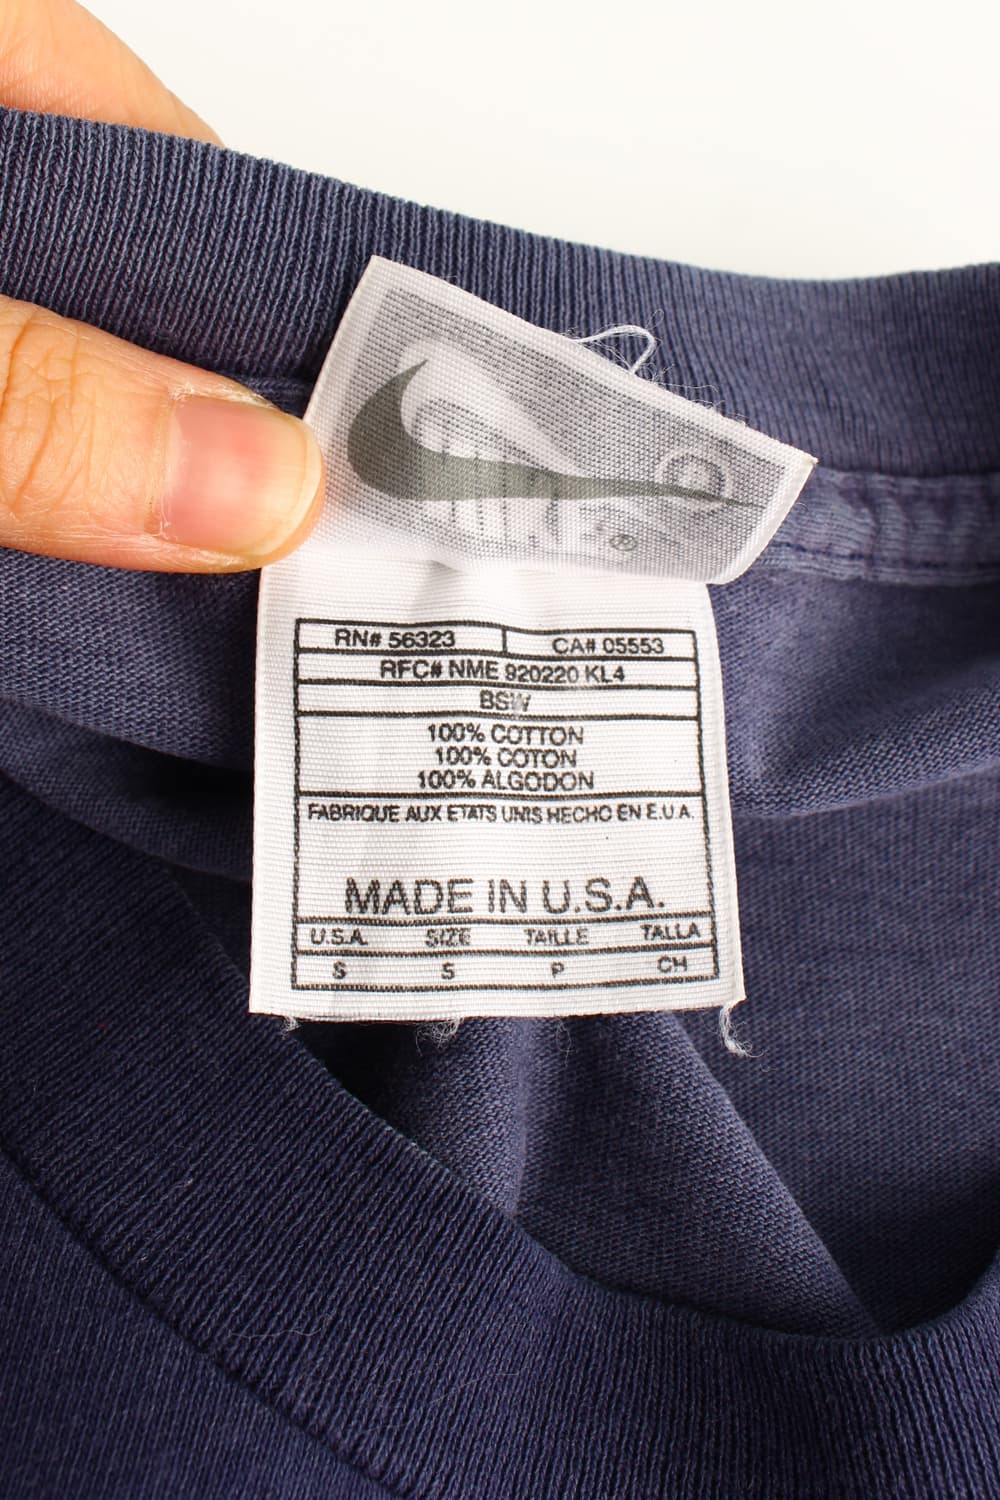 ®
RN# 56323 CA# 05553
RFC# NME 920220 KL4
BSW
100% COTTON
100% COTON
100% ALGODON
FABRIQUE AUX ETATS UNIS HECHO EN E.U.A.
MADE IN U.S.A.
U.S.A. SIZE TAILLE TALLA
S S P CH